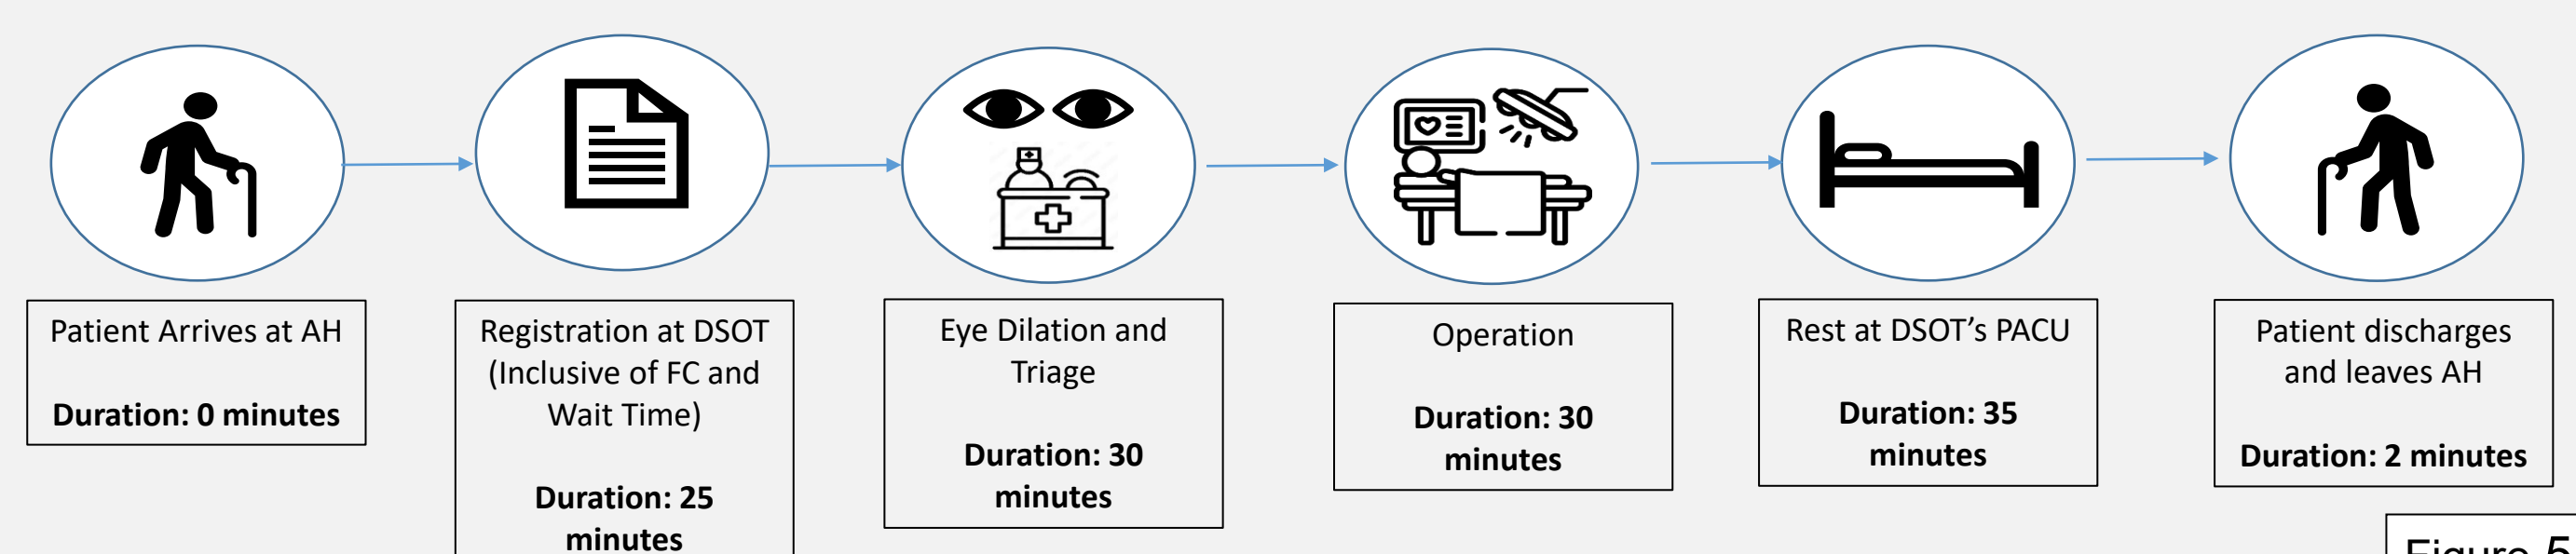 Patient Arrives at AH
Duration: 0 minutes
Registration at DSOT
(Inclusive of FC and
Wait Time)
Duration: 25
minutes
Eye Dilation and
Triage
Duration: 30
minutes
Operation
Duration: 30
minutes
Rest at DSOT's PACU
Duration: 35
minutes
Patient discharges
and leaves AH
Duration: 2 minutes
Figure 5